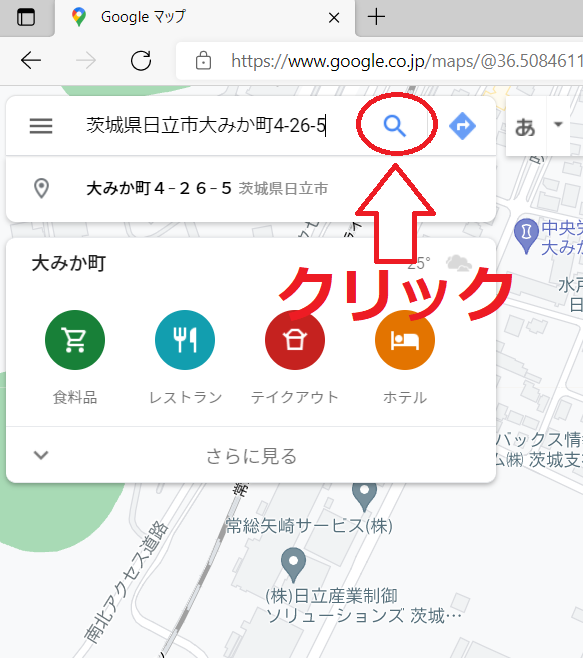 Google マップ
https://www.google.co.jp/maps/@36.5084611
茨城県日立市大みか町4-26-5
あ
大みか町４-２６-５ 茨城県日立市
大みか町
25°
クリック
食料品
レストラン
テイクアウト
ホテル
さらに見る
中央
大みか
水戸
バックス情
ム㈱ 茨城支
常
常総矢崎サービス(株)
(株)日立産業制御
ソリューションズ 茨城…
南北アクセス道路